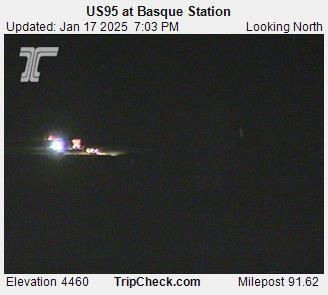 US95 at Basque Station
Updated: Jan 17 2025 7:03 PM Looking North
Elevation 4460 TripCheck.com Milepost 91.62